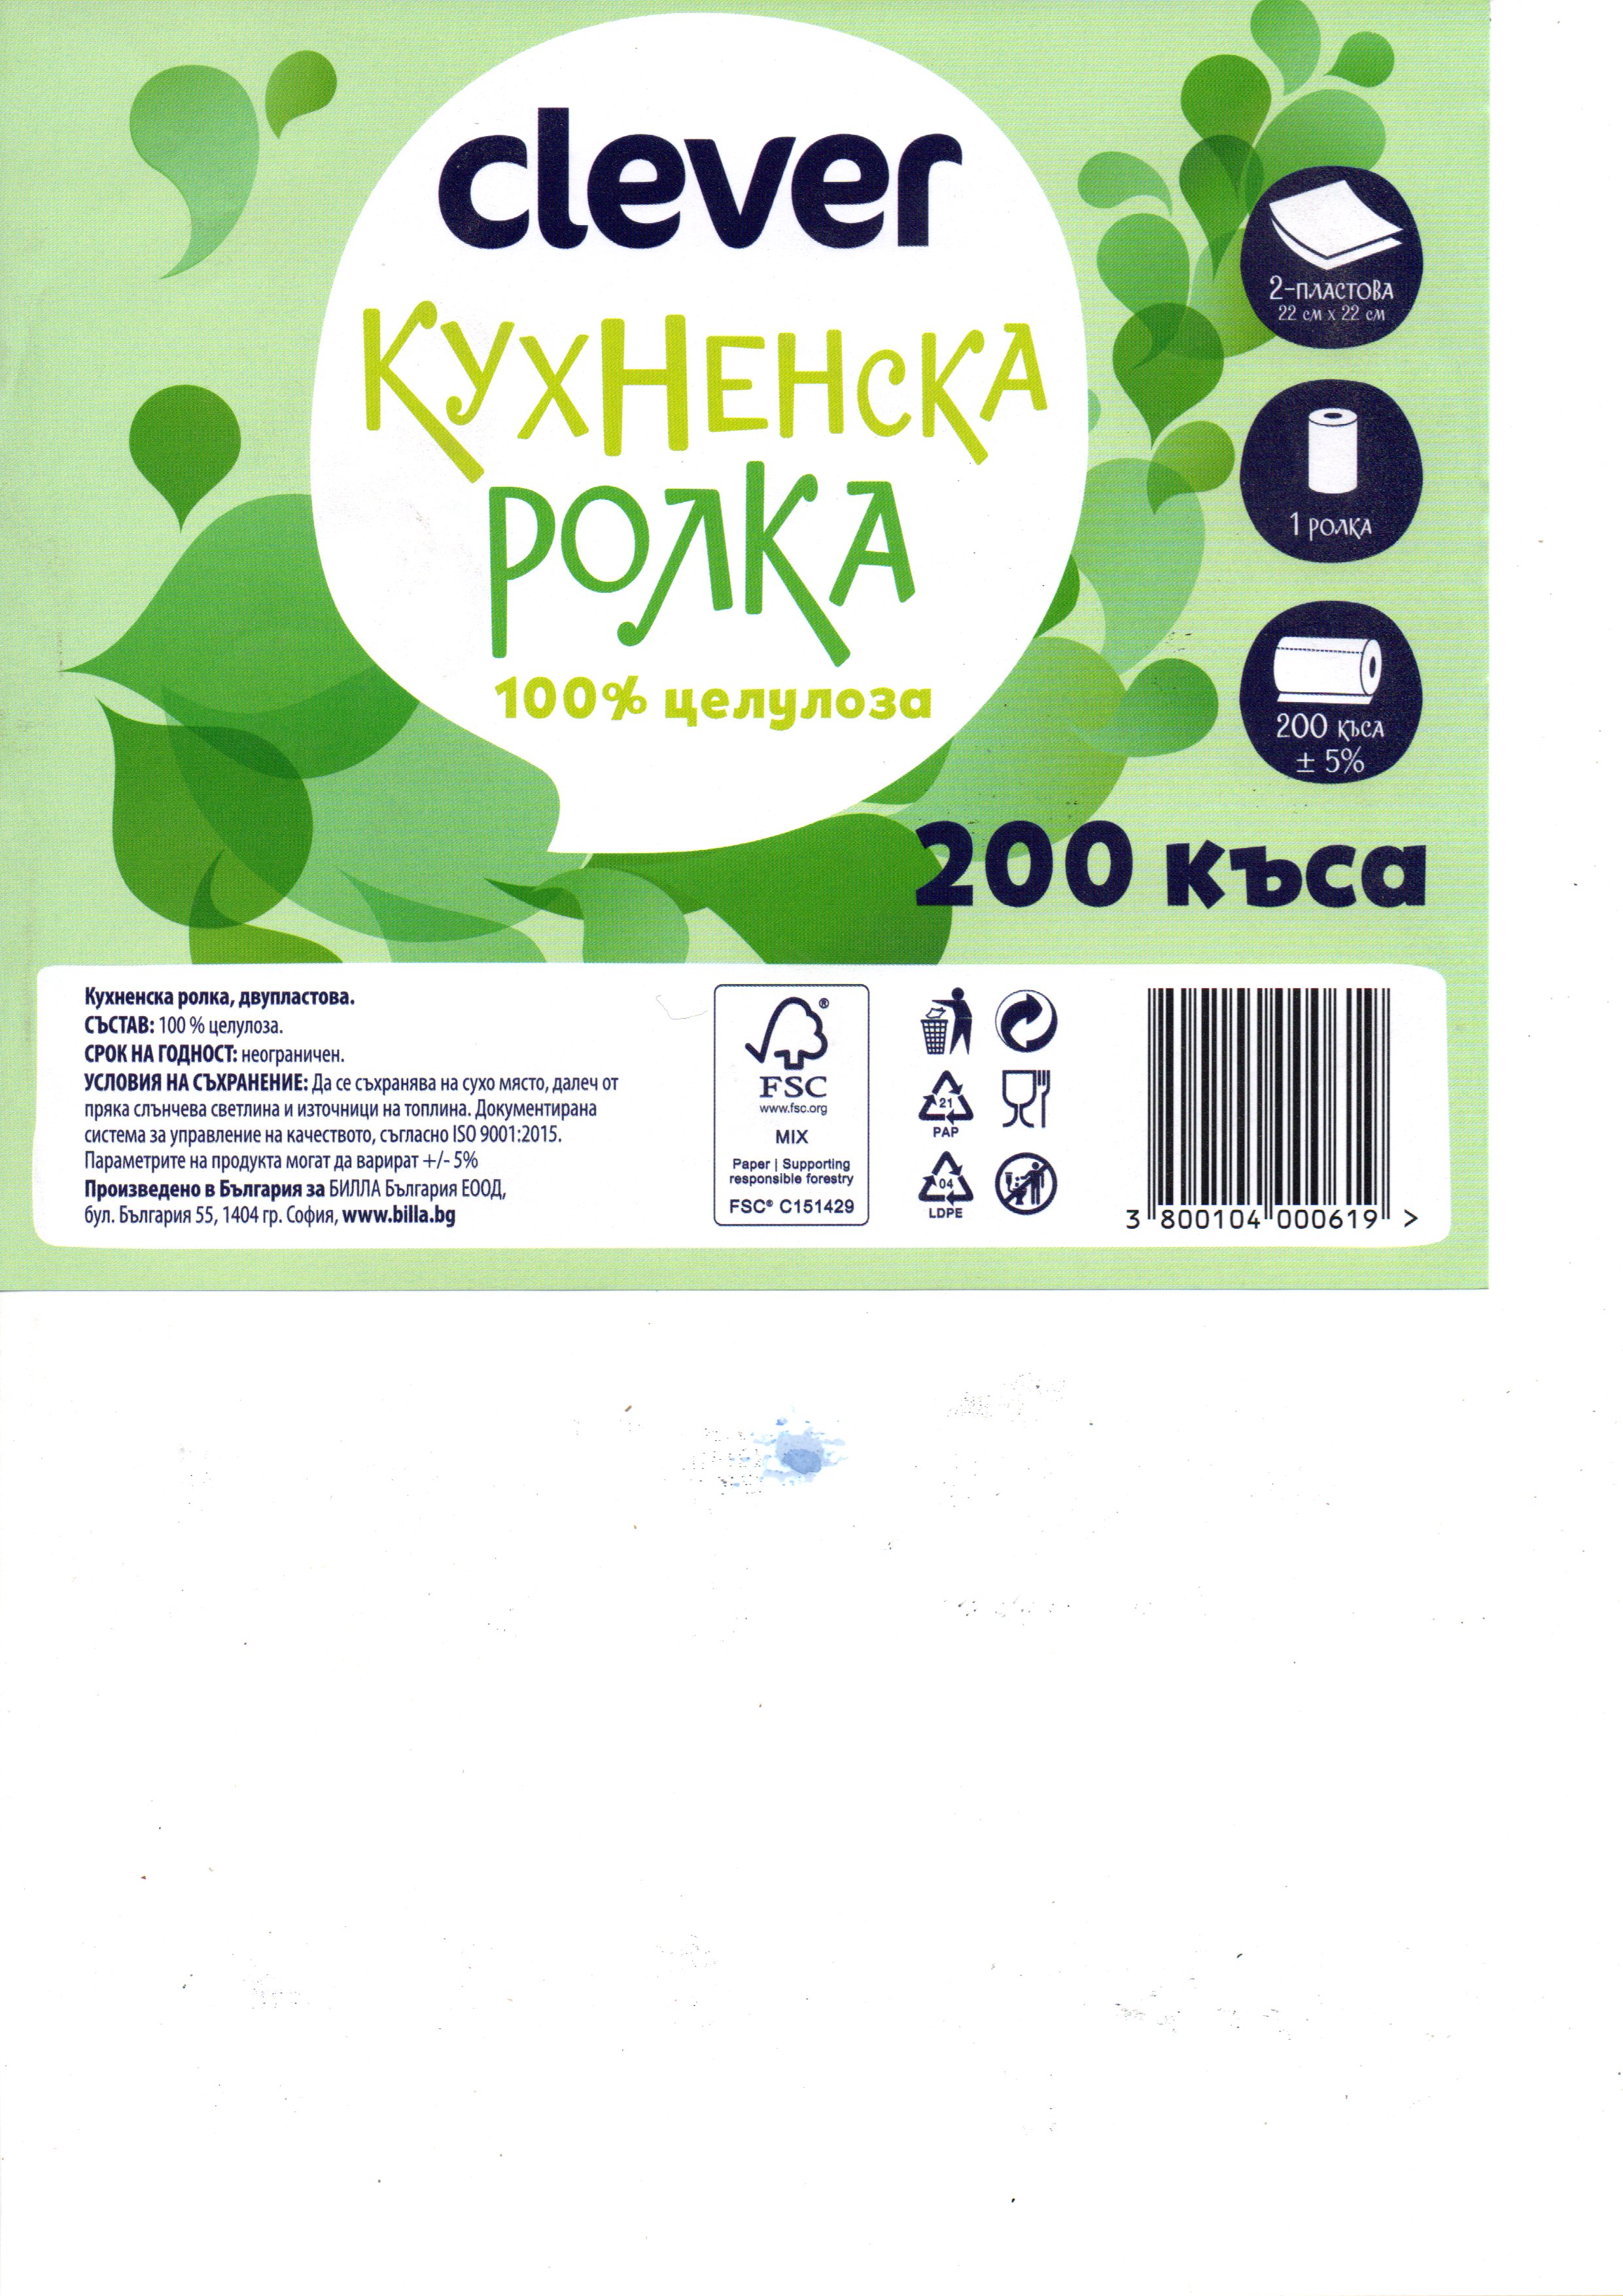 clever
КУХНЕНСКА
РОЛКА
100% целулоза
2-ПЛАСТОВА
22 см x 22 см
1 РОЛКА
200 КЪСА
± 5%
200 къса
Кухненска ролка, двупластова.
СЪСТАВ: 100 % целулоза.
СРОК НА ГОДНОСТ: неограничен.
УСЛОВИЯ НА СЪХРАНЕНИЕ: Да се съхранява на сухо място, далеч от
пряка слънчева светлина и източници на топлина. Документирана
система за управление на качеството, съгласно ISO 9001:2015.
Параметрите на продукта могат да варират +/- 5%
Произведено в България за БИЛЛА България ЕООД,
бул. България 55, 1404 гр. София, www.billa.bg
®
FSC
www.fsc.org
MIX
Paper | Supporting
responsible forestry
FSC® C151429
21
PAP
04
LDPE
3 800104 000619 >